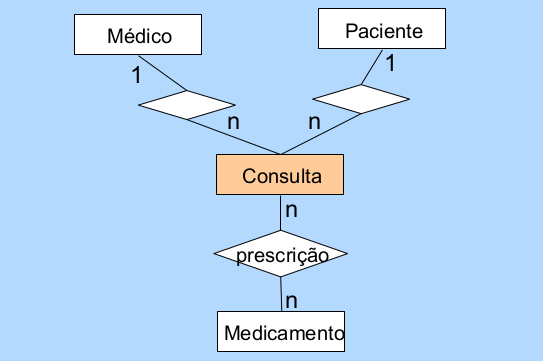 Médico
Paciente
1
1
n
n
Consulta
n
prescrição
n
Medicamento